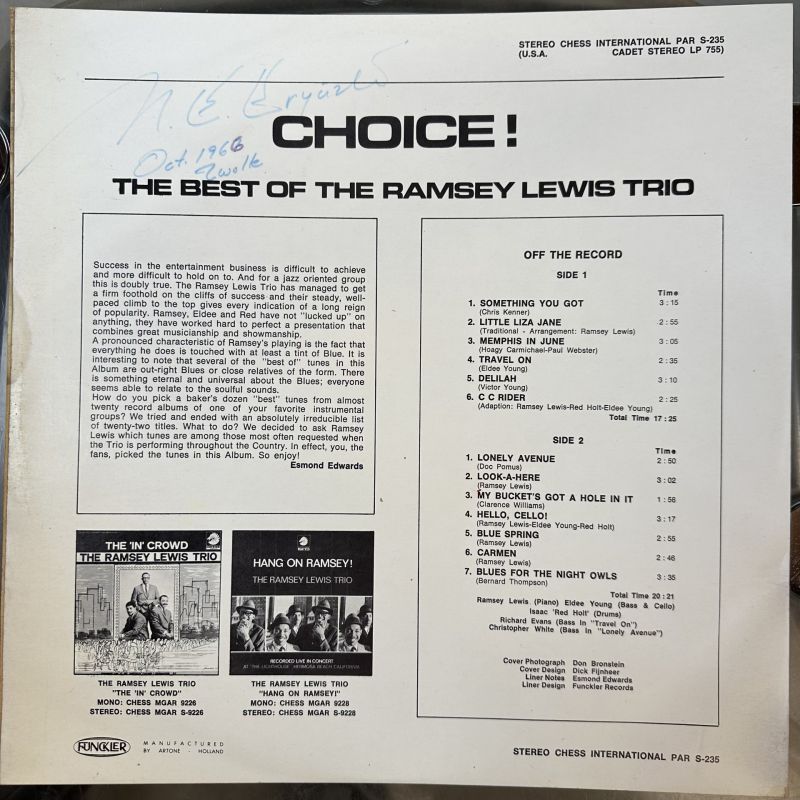 STEREO CHESS INTERNATIONAL PAR S-235
(U.S.A. CADET STEREO LP 755)
Oct. 1966
Zwolle
CHOICE!
THE BEST OF THE RAMSEY LEWIS TRIO
Success in the entertainment business is difficult to achieve
and more difficult to hold on to. And for a jazz oriented group
this is doubly true. The Ramsey Lewis Trio has managed to get
a firm foothold on the cliffs of success and their steady, well-
paced climb to the top gives every indication of a long reign
of popularity. Ramsey, Eldee and Red have not "lucked up" on
anything, they have worked hard to perfect a presentation that
combines great musicianship and showmanship.
A pronounced characteristic of Ramsey's playing is the fact that
everything he does is touched with at least a tint of Blue. It is
interesting to note that several of the "best of" tunes in this
Album are out-right Blues or close relatives of the form. There
is something eternal and universal about the Blues; everyone
seems able to relate to the soulful sounds.
How do you pick a baker's dozen "best" tunes from almost
twenty record albums of one of your favorite instrumental
groups? We tried and ended with an absolutely irreducible list
of twenty-two titles. What to do? We decided to ask Ramsey
Lewis which tunes are among those most often requested when
the Trio is performing throughout the Country. In effect, you, the
fans, picked the tunes in this Album. So enjoy!
Esmond Edwards
OFF THE RECORD
SIDE 1
Time
1. SOMETHING YOU GOT 3:15
(Chris Kenner)
2. LITTLE LIZA JANE 2:55
(Traditional - Arrangement: Ramsey Lewis)
3. MEMPHIS IN JUNE 3:05
(Hoagy Carmichael-Paul Webster)
4. TRAVEL ON 2:35
(Eldee Young)
5. DELILAH 3:10
(Victor Young)
6. C C RIDER 2:25
(Adaption: Ramsey Lewis-Red Holt-Eldee Young)
Total Time 17:25
SIDE 2
Time
1. LONELY AVENUE 2:50
(Doc Pomus)
2. LOOK-A-HERE 3:02
(Ramsey Lewis)
3. MY BUCKET'S GOT A HOLE IN IT 1:56
(Clarence Williams)
4. HELLO, CELLO! 3:17
(Ramsey Lewis-Eldee Young-Red Holt)
5. BLUE SPRING 2:55
(Ramsey Lewis)
6. CARMEN 2:46
(Ramsey Lewis)
7. BLUES FOR THE NIGHT OWLS 3:35
(Bernard Thompson)
Total Time 20:21
Ramsey Lewis (Piano) Eldee Young (Bass & Cello)
Isaac 'Red Holt' (Drums)
Richard Evans (Bass In "Travel On")
Christopher White (Bass In "Lonely Avenue")
Cover Photograph Don Bronstein
Cover Design Dick Fijnheer
Liner Notes Esmond Edwards
Liner Design Funckler Records
THE 'IN' CROWD
THE RAMSEY LEWIS TRIO
THE RAMSEY LEWIS TRIO
"THE 'IN' CROWD"
MONO: CHESS MGAR 9226
STEREO: CHESS MGAR S-9226
HANG ON RAMSEY!
THE RAMSEY LEWIS TRIO
RECORDED LIVE IN CONCERT
AT "THE LIGHTHOUSE" HERMOSA BEACH CALIFORNIA
THE RAMSEY LEWIS TRIO
"HANG ON RAMSEY!"
MONO: CHESS MGAR 9228
STEREO: CHESS MGAR S-9228
FUNCKLER
MANUFACTURED
BY ARTONE - HOLLAND
STEREO CHESS INTERNATIONAL PAR S-235